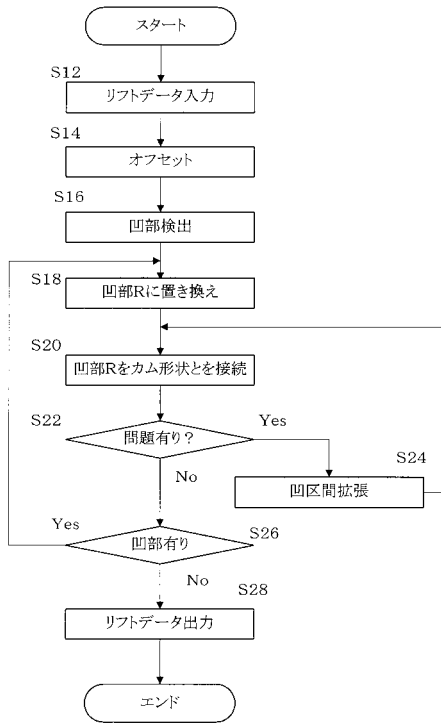 スタート
S12
リフトデータ入力
S14
オフセット
S16
凹部検出
S18
凹部Rに置き換え
S20
凹部Rをカム形状とを接続
S22
問題有り?
Yes
S24
凹区間拡張
No
Yes
S26
凹部有り
No
S28
リフトデータ出力
エンド